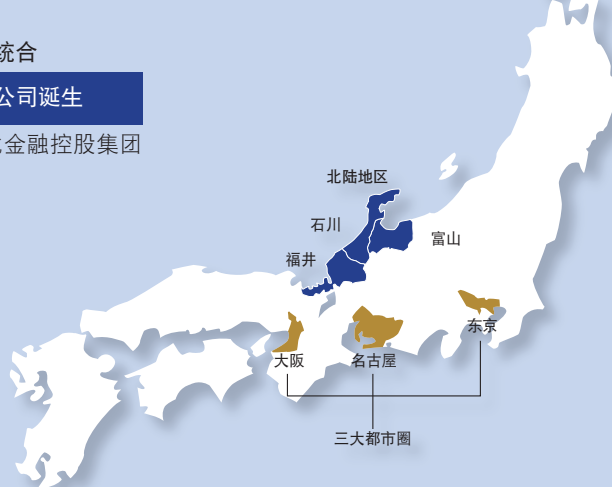 统合
公司诞生
金融控股集团
北陆地区
石川
富山
福井
东京
大阪
名古屋
三大都市圈